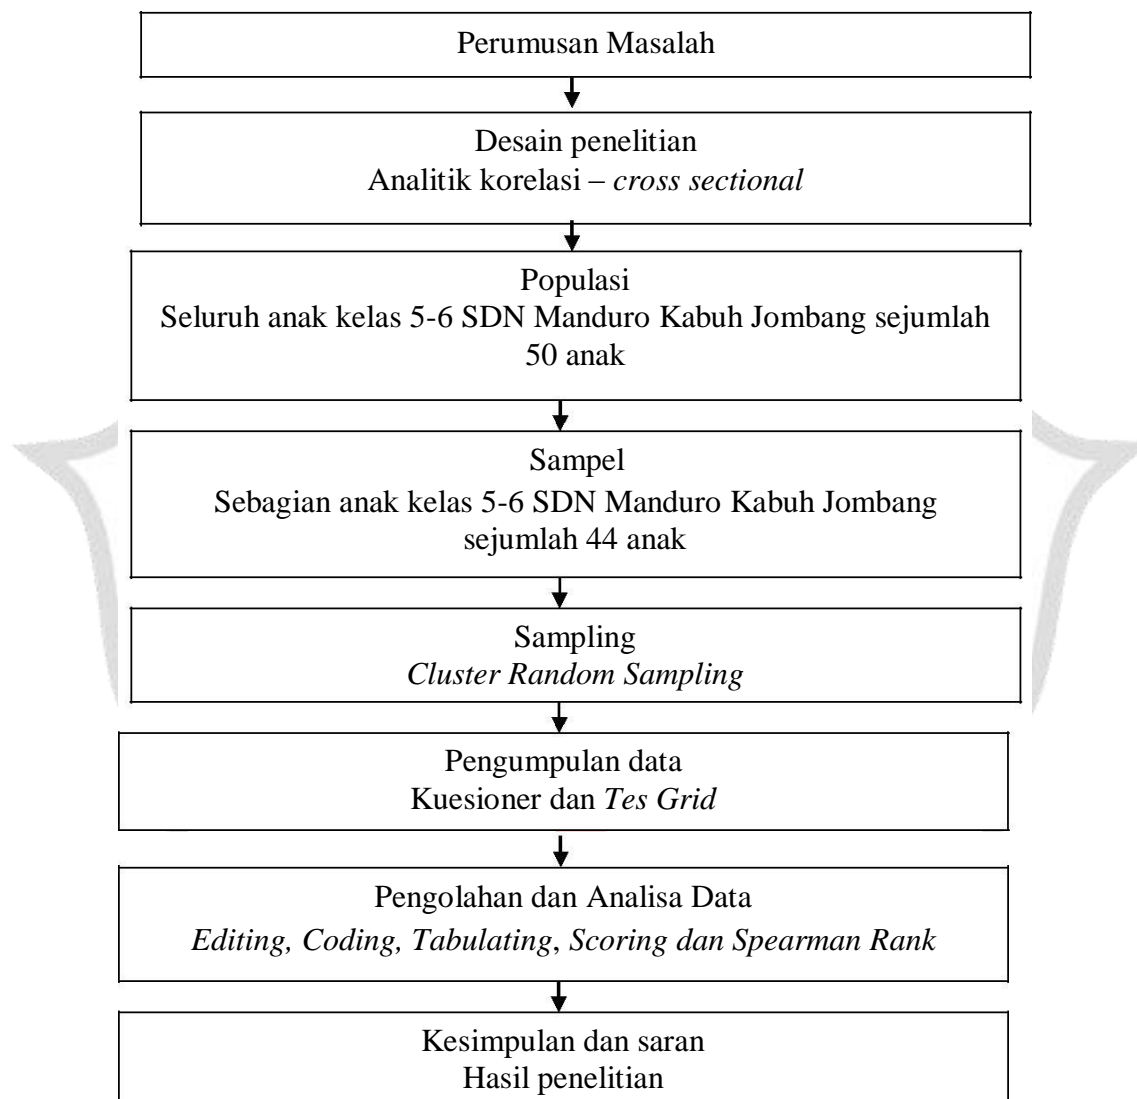 Perumusan Masalah
Desain penelitian
Analitik korelasi – cross sectional
Populasi
Seluruh anak kelas 5-6 SDN Manduro Kabuh Jombang sejumlah
50 anak
Sampel
Sebagian anak kelas 5-6 SDN Manduro Kabuh Jombang
sejumlah 44 anak
Sampling
Cluster Random Sampling
Pengumpulan data
Kuesioner dan Tes Grid
Pengolahan dan Analisa Data
Editing, Coding, Tabulating, Scoring dan Spearman Rank
Kesimpulan dan saran
Hasil penelitian